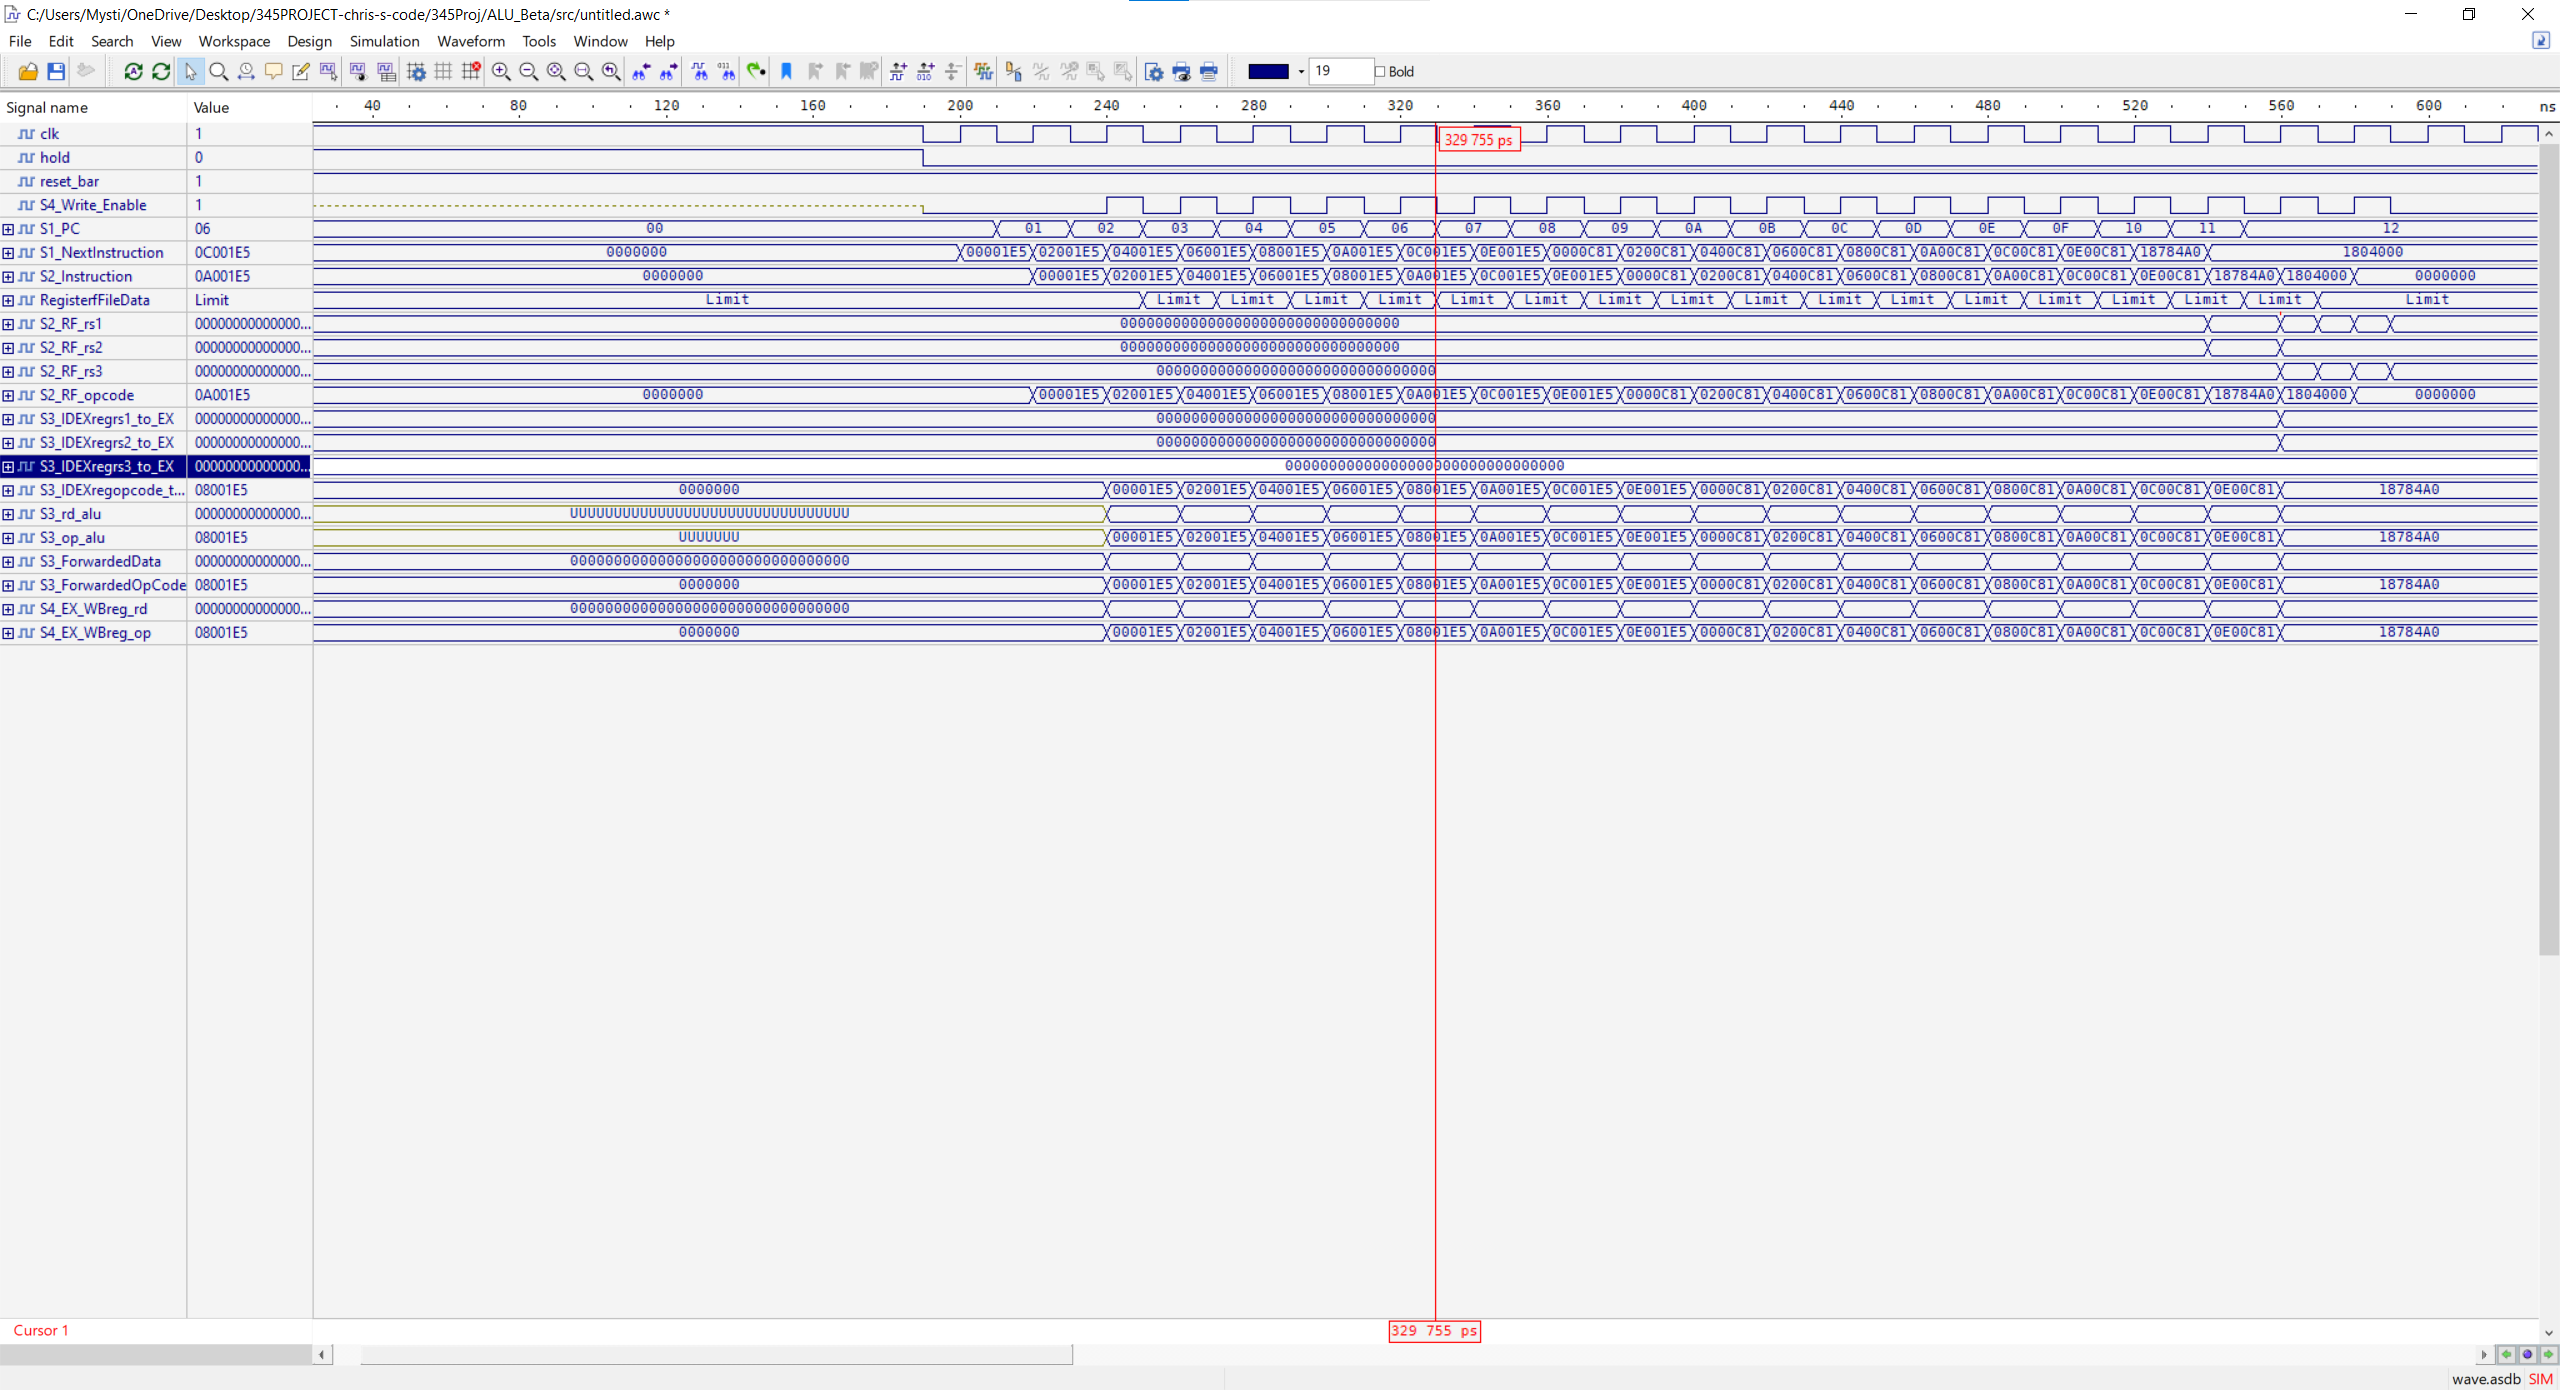 C:/Users/Mysti/OneDrive/Desktop/345PROJECT-chris-s-code/345Proj/ALU_Beta/src/untitled.awc *
File Edit Search View Workspace Design Simulation Waveform Tools Window Help
19 Bold
Signal name Value 40 80 120 160 200 240 280 320 360 400 440 480 520 560 600 ns
clk 1
329 755 ps
hold 0
reset_bar 1
S4_Write_Enable 1
S1_PC 06 00 01 02 03 04 05 06 07 08 09 0A 0B 0C 0D 0E 0F 10 11 12
S1_NextInstruction 0C001E5 0000000 00001E5 02001E5 04001E5 06001E5 08001E5 0A001E5 0C001E5 0E001E5 0000C81 0200C81 0400C81 0600C81 0800C81 0A00C81 0C00C81 0E00C81 18784A0 1804000
S2_Instruction 0A001E5 0000000 00001E5 02001E5 04001E5 06001E5 08001E5 0A001E5 0C001E5 0E001E5 0000C81 0200C81 0400C81 0600C81 0800C81 0A00C81 0C00C81 0E00C81 18784A0 1804000 0000000
RegisterfFileData Limit Limit Limit Limit Limit Limit Limit Limit Limit Limit Limit Limit Limit Limit Limit Limit Limit Limit Limit
S2_RF_rs1 00000000000000... 00000000000000000000000000000000
S2_RF_rs2 00000000000000... 00000000000000000000000000000000
S2_RF_rs3 00000000000000... 00000000000000000000000000000000
S2_RF_opcode 0A001E5 0000000 00001E5 02001E5 04001E5 06001E5 08001E5 0A001E5 0C001E5 0E001E5 0000C81 0200C81 0400C81 0600C81 0800C81 0A00C81 0C00C81 0E00C81 18784A0 1804000 0000000
S3_IDEXregrs1_to_EX 00000000000000... 00000000000000000000000000000000
S3_IDEXregrs2_to_EX 00000000000000... 00000000000000000000000000000000
S3_IDEXregrs3_to_EX 00000000000000... 00000000000000000000000000000000
S3_IDEXregopcode_t... 08001E5 0000000 00001E5 02001E5 04001E5 06001E5 08001E5 0A001E5 0C001E5 0E001E5 0000C81 0200C81 0400C81 0600C81 0800C81 0A00C81 0C00C81 0E00C81 18784A0
S3_rd_alu 00000000000000... UUUUUUUUUUUUUUUUUUUUUUUUUUUUUUUU
S3_op_alu 08001E5 UUUUUUU 00001E5 02001E5 04001E5 06001E5 08001E5 0A001E5 0C001E5 0E001E5 0000C81 0200C81 0400C81 0600C81 0800C81 0A00C81 0C00C81 0E00C81 18784A0
S3_ForwardedData 00000000000000... 00000000000000000000000000000000
S3_ForwardedOpCode 08001E5 0000000 00001E5 02001E5 04001E5 06001E5 08001E5 0A001E5 0C001E5 0E001E5 0000C81 0200C81 0400C81 0600C81 0800C81 0A00C81 0C00C81 0E00C81 18784A0
S4_EX_WBreg_rd 00000000000000... 00000000000000000000000000000000
S4_EX_WBreg_op 08001E5 0000000 00001E5 02001E5 04001E5 06001E5 08001E5 0A001E5 0C001E5 0E001E5 0000C81 0200C81 0400C81 0600C81 0800C81 0A00C81 0C00C81 0E00C81 18784A0
Cursor 1 329 755 ps
wave.asdb SIM